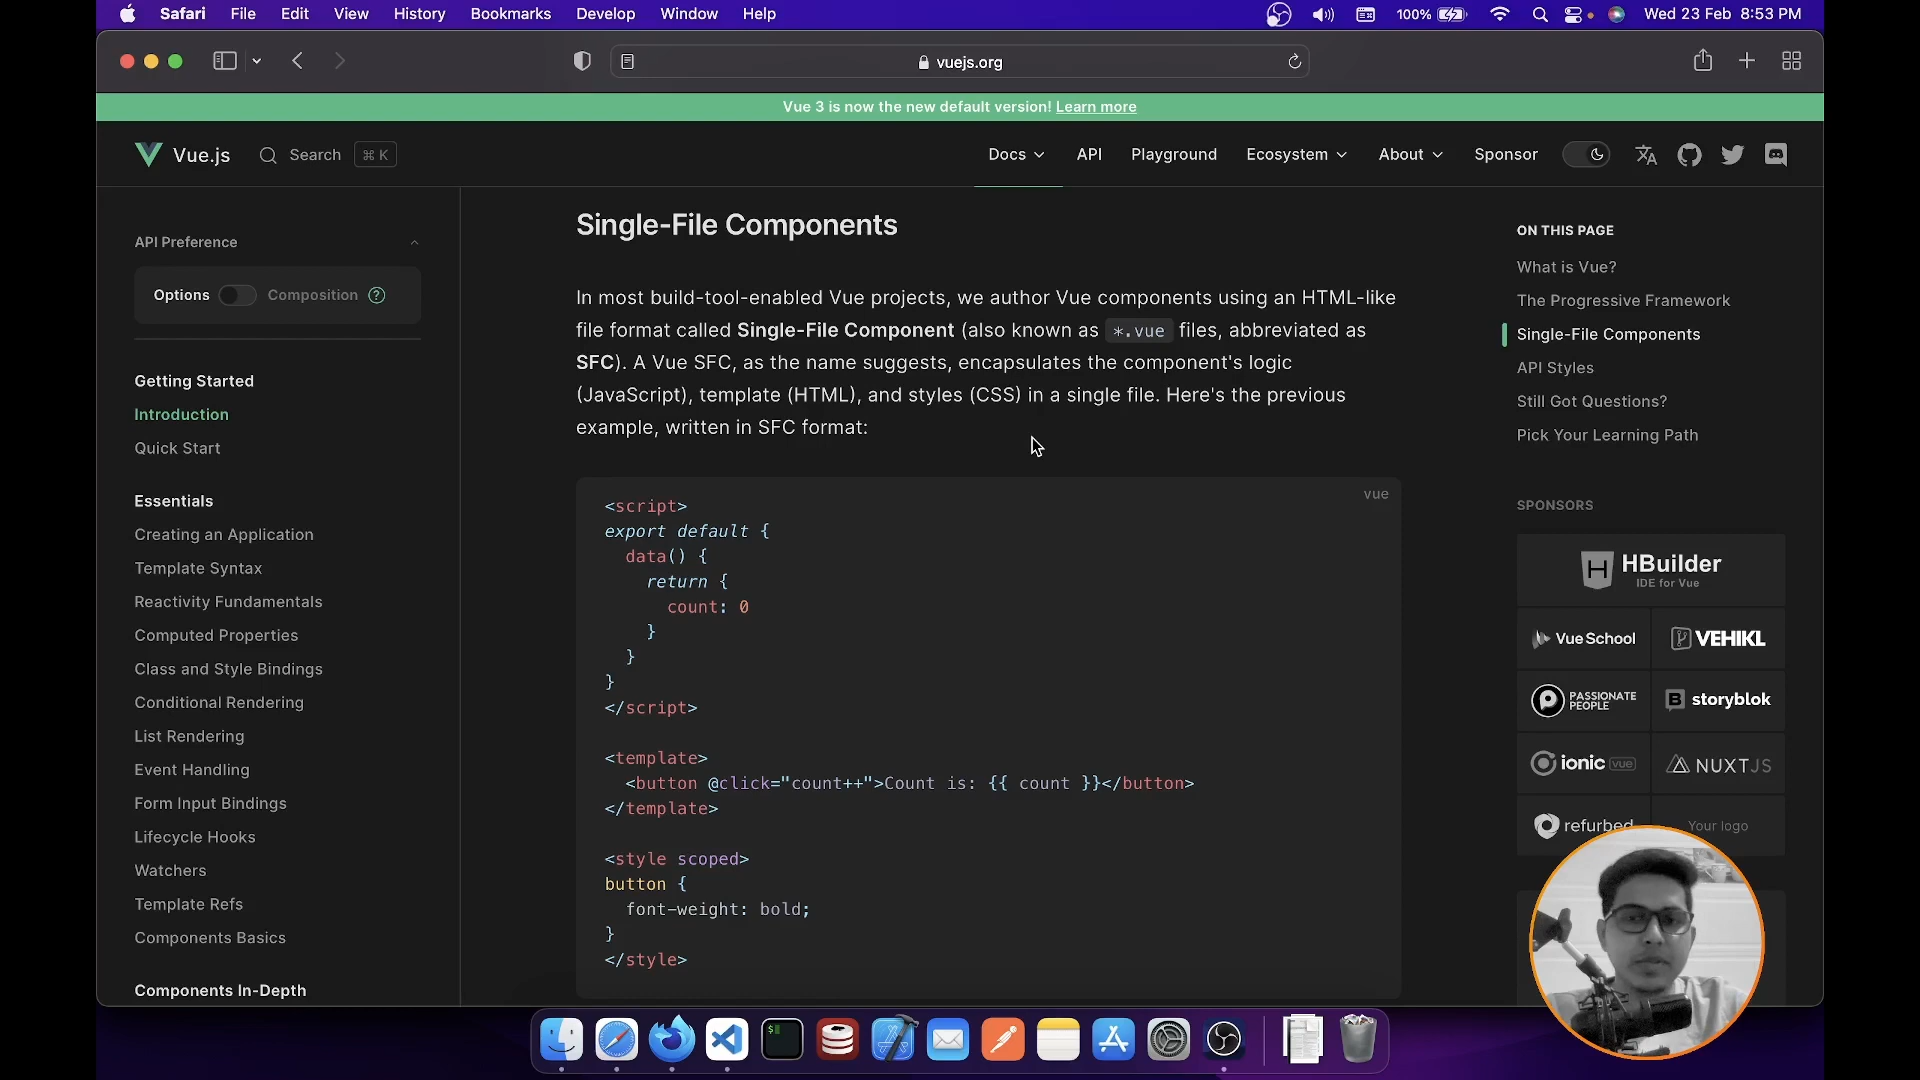 Safari File Edit View History Bookmarks Develop Window Help 100% Wed 23 Feb 8:53 PM
vuejs.org
Vue 3 is now the new default version! Learn more
Vue.js Search ⌘ K Docs API Playground Ecosystem About Sponsor
API Preference
Options Composition ?
Getting Started
Introduction
Quick Start
Essentials
Creating an Application
Template Syntax
Reactivity Fundamentals
Computed Properties
Class and Style Bindings
Conditional Rendering
List Rendering
Event Handling
Form Input Bindings
Lifecycle Hooks
Watchers
Template Refs
Components Basics
Components In-Depth
Single-File Components
In most build-tool-enabled Vue projects, we author Vue components using an HTML-like
file format called Single-File Component (also known as *.vue files, abbreviated as
SFC). A Vue SFC, as the name suggests, encapsulates the component's logic
(JavaScript), template (HTML), and styles (CSS) in a single file. Here's the previous
example, written in SFC format:
vue
<script>
export default {
data() {
return {
count: 0
}
}
}
</script>
<template>
<button @click="count++">Count is: {{ count }}</button>
</template>
<style scoped>
button {
font-weight: bold;
}
</style>
ON THIS PAGE
What is Vue?
The Progressive Framework
Single-File Components
API Styles
Still Got Questions?
Pick Your Learning Path
SPONSORS
H HBuilder
IDE for Vue
Vue School VEHIKL
PASSIONATE
PEOPLE
storyblok
ionic vue NUXTJS
refurbed Your logo